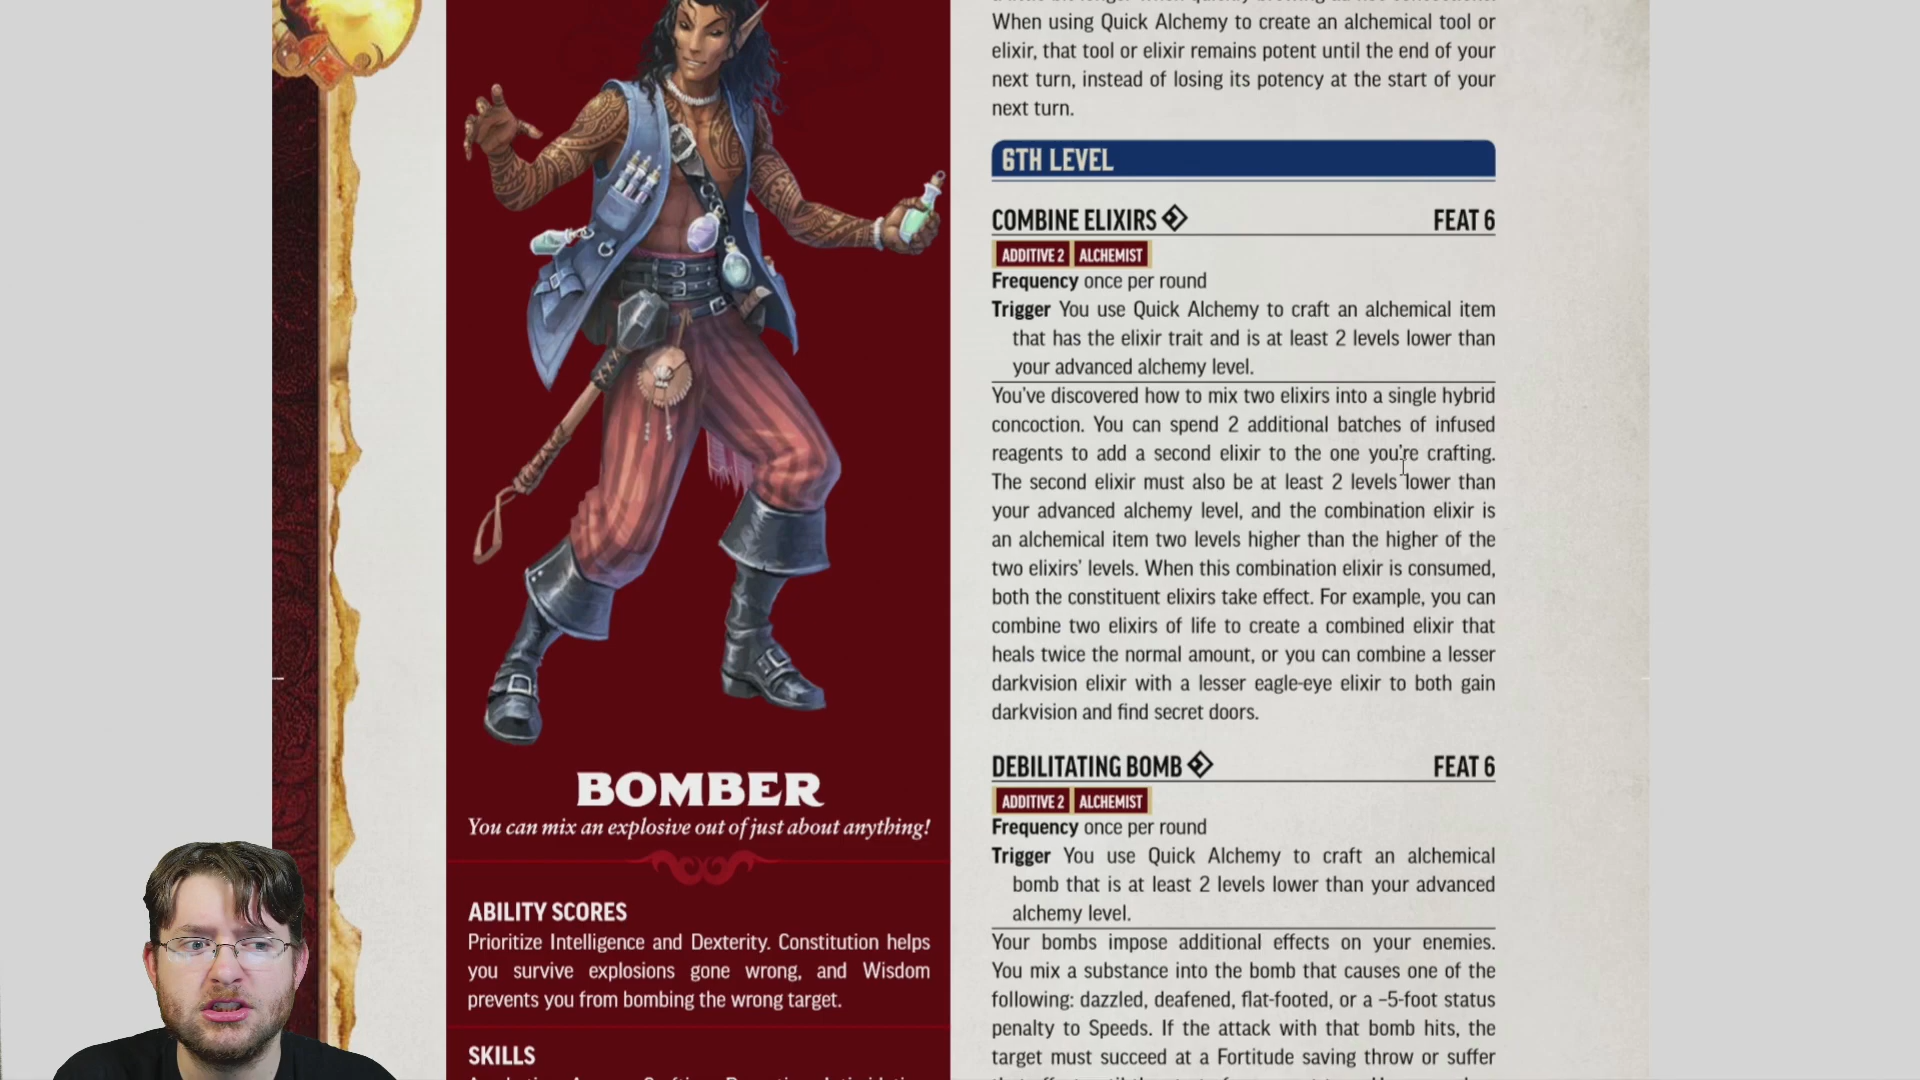 When using Quick Alchemy to create an alchemical tool or
elixir, that tool or elixir remains potent until the end of your
next turn, instead of losing its potency at the start of your
next turn.
6TH LEVEL
COMBINE ELIXIRS FEAT 6
ADDITIVE 2 ALCHEMIST
Frequency once per round
Trigger You use Quick Alchemy to craft an alchemical item
that has the elixir trait and is at least 2 levels lower than
your advanced alchemy level.
You've discovered how to mix two elixirs into a single hybrid
concoction. You can spend 2 additional batches of infused
reagents to add a second elixir to the one you're crafting.
The second elixir must also be at least 2 levels lower than
your advanced alchemy level, and the combination elixir is
an alchemical item two levels higher than the higher of the
two elixirs' levels. When this combination elixir is consumed,
both the constituent elixirs take effect. For example, you can
combine two elixirs of life to create a combined elixir that
heals twice the normal amount, or you can combine a lesser
darkvision elixir with a lesser eagle-eye elixir to both gain
darkvision and find secret doors.
DEBILITATING BOMB FEAT 6
ADDITIVE 2 ALCHEMIST
Frequency once per round
Trigger You use Quick Alchemy to craft an alchemical
bomb that is at least 2 levels lower than your advanced
alchemy level.
Your bombs impose additional effects on your enemies.
You mix a substance into the bomb that causes one of the
following: dazzled, deafened, flat-footed, or a –5-foot status
penalty to Speeds. If the attack with that bomb hits, the
target must succeed at a Fortitude saving throw or suffer
BOMBER
You can mix an explosive out of just about anything!
ABILITY SCORES
Prioritize Intelligence and Dexterity. Constitution helps
you survive explosions gone wrong, and Wisdom
prevents you from bombing the wrong target.
SKILLS